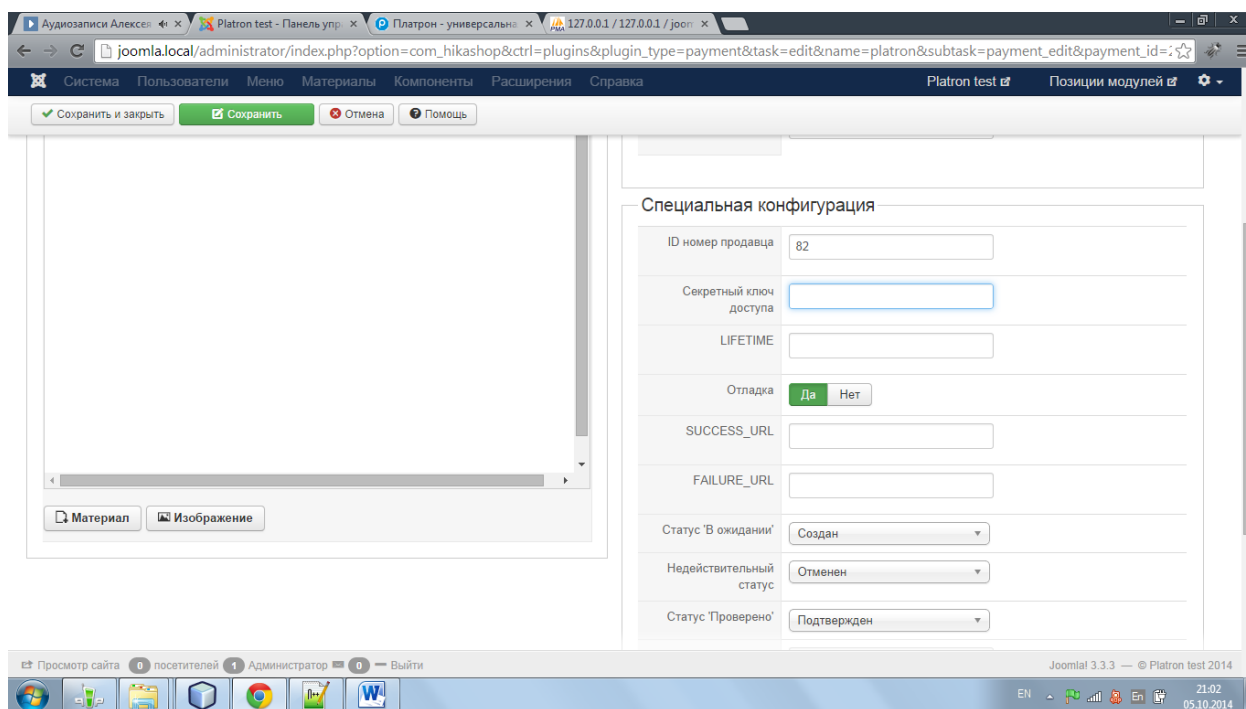 Аудиозаписи Алексея
Platron test - Панель упр
Платрон - универсальна
127.0.0.1 / 127.0.0.1 / joom
joomla.local/administrator/index.php?option=com_hikashop&ctrl=plugins&plugin_type=payment&task=edit&name=platron&subtask=payment_edit&payment_id=
Система Пользователи Меню Материалы Компоненты Расширения Справка Platron test Позиции модулей
Сохранить и закрыть Сохранить Отмена Помощь
Специальная конфигурация
ID номер продавца 82
Секретный ключ
доступа
LIFETIME
Отладка Да Нет
SUCCESS_URL
FAILURE_URL
Материал Изображение
Статус 'В ожидании' Создан
Недействительный
статус Отменен
Статус 'Проверено' Подтвержден
Просмотр сайта 0 посетителей 1 Администратор 0 Выйти Joomla! 3.3.3 — © Platron test 2014
EN En 21:02
05.10.2014